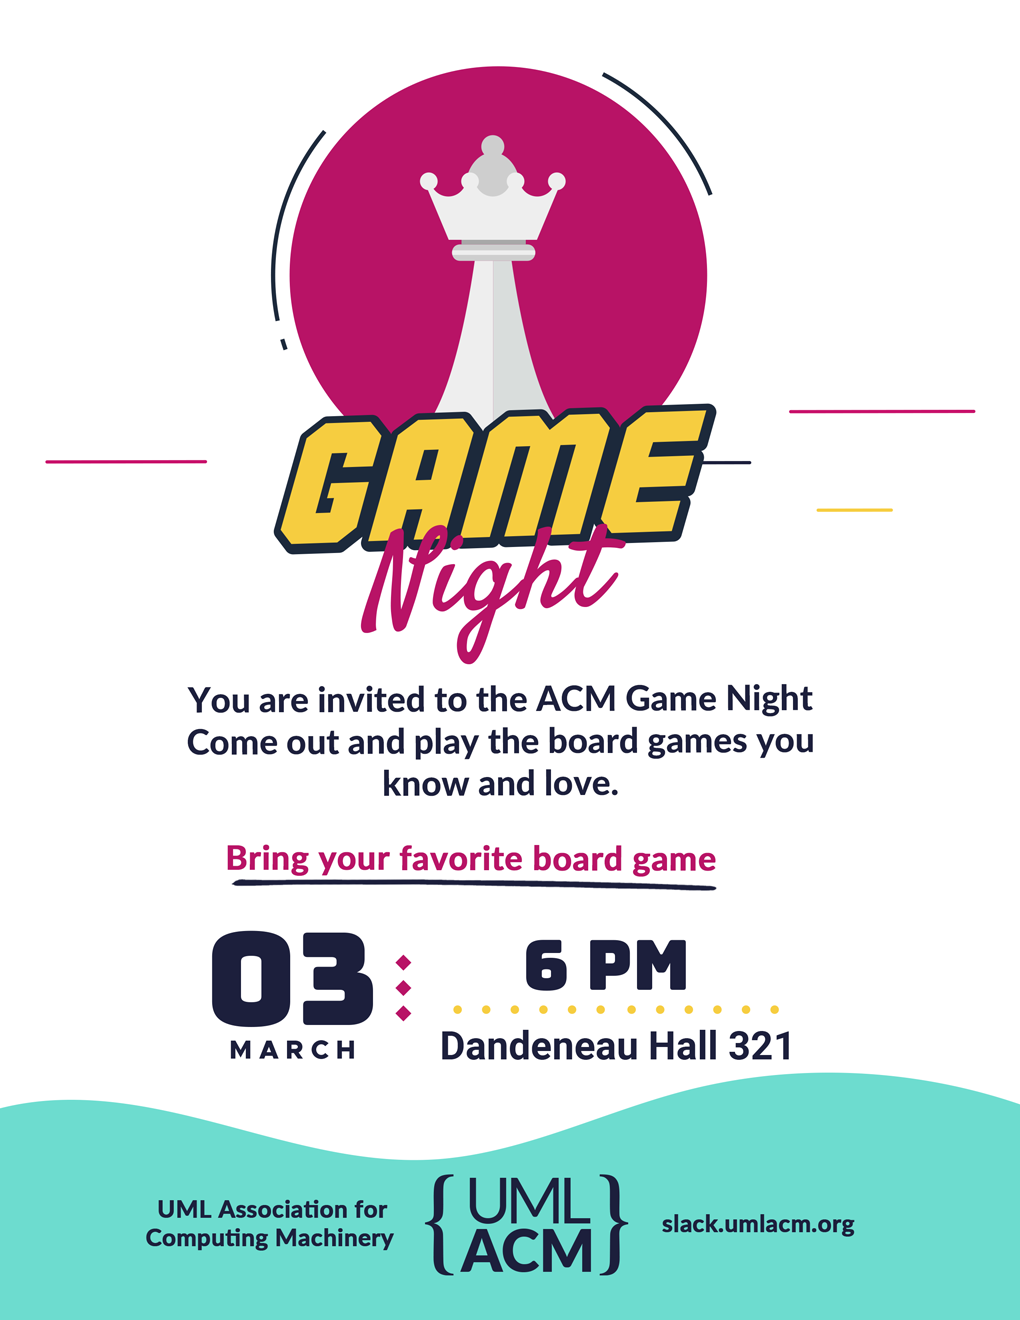 GAME
Night
You are invited to the ACM Game Night
Come out and play the board games you
know and love.
Bring your favorite board game
03
MARCH
6 PM
Dandeneau Hall 321
UML Association for
Computing Machinery
{UML
ACM}
slack.umlacm.org